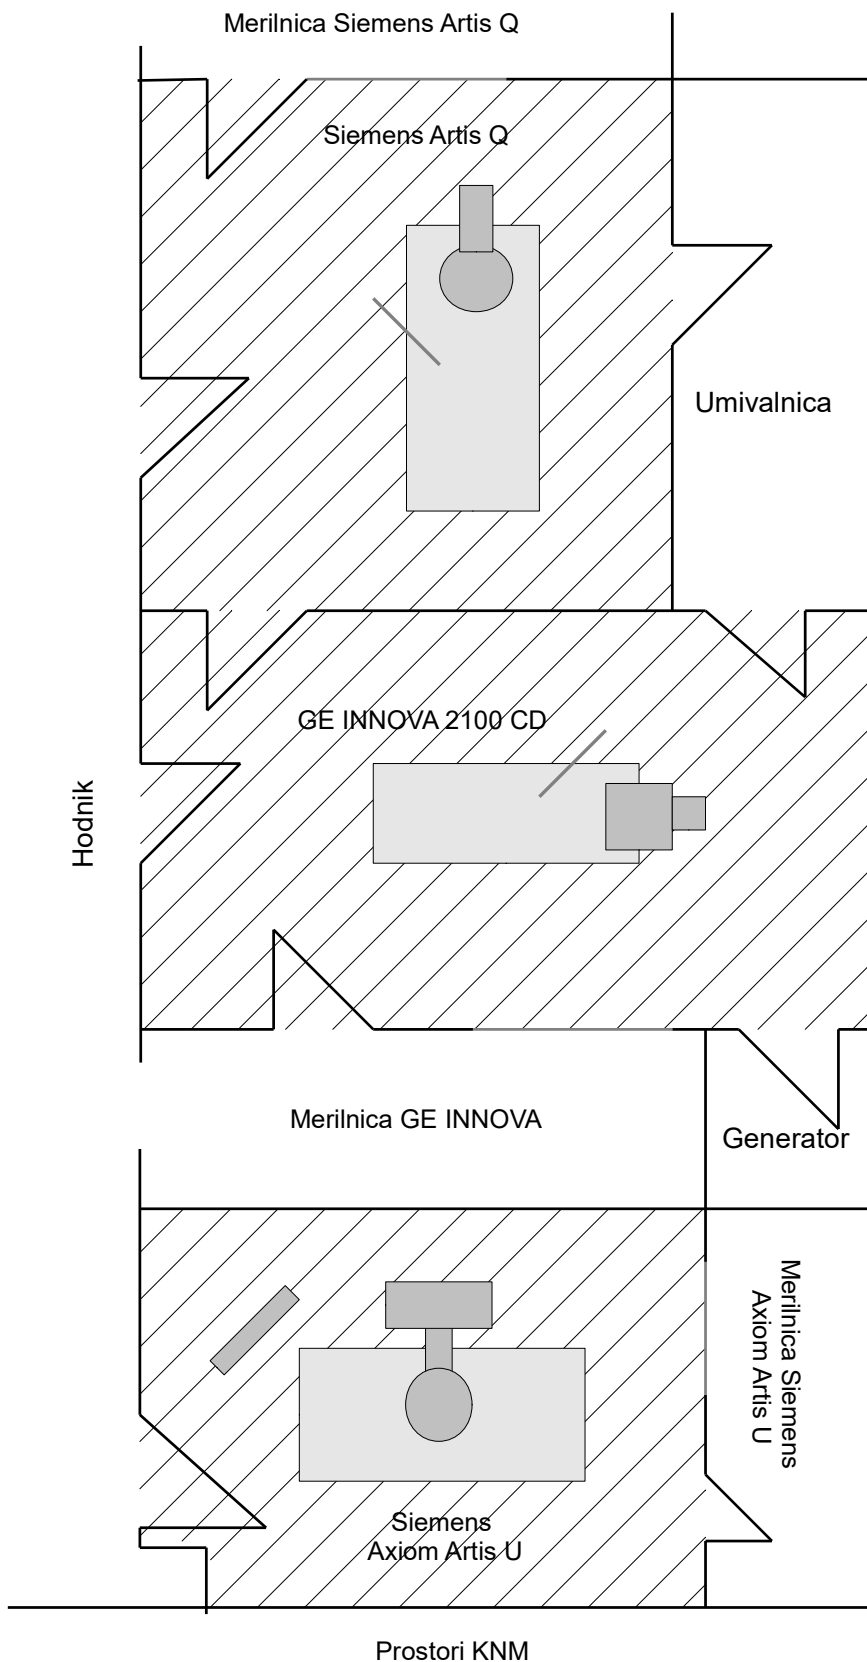 Merilnica Siemens Artis Q
Siemens Artis Q
Umivalnica
GE INNOVA 2100 CD
Hodnik
Merilnica GE INNOVA
Generator
Merilnica Siemens
Axiom Artis U
Siemens
Axiom Artis U
Prostori KNM